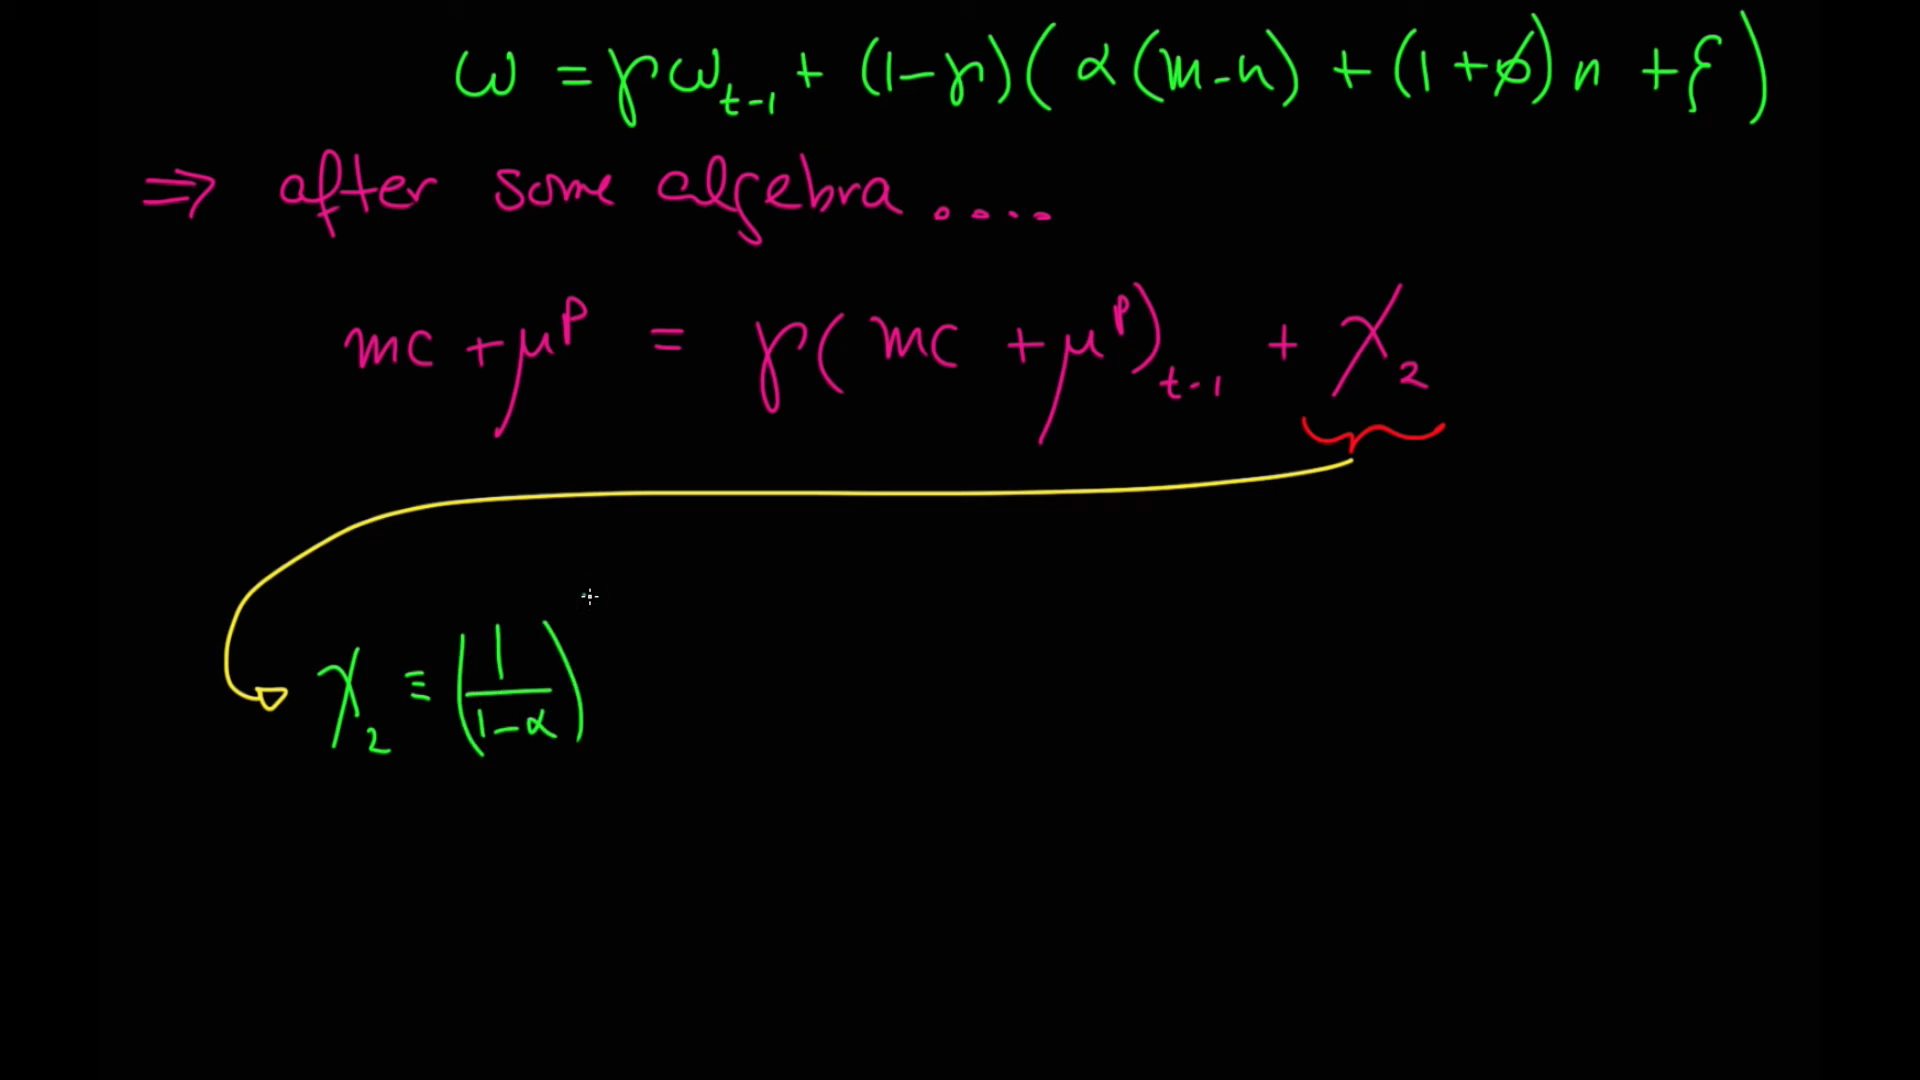 ω = γω_{t-1} + (1-γ)(α(m-n) + (1+φ)n + ξ)
⇒ after some algebra ....
mc + μ^P = γ(mc + μ^P)_{t-1} + χ_2
χ_2 ≡ (1/(1-α))